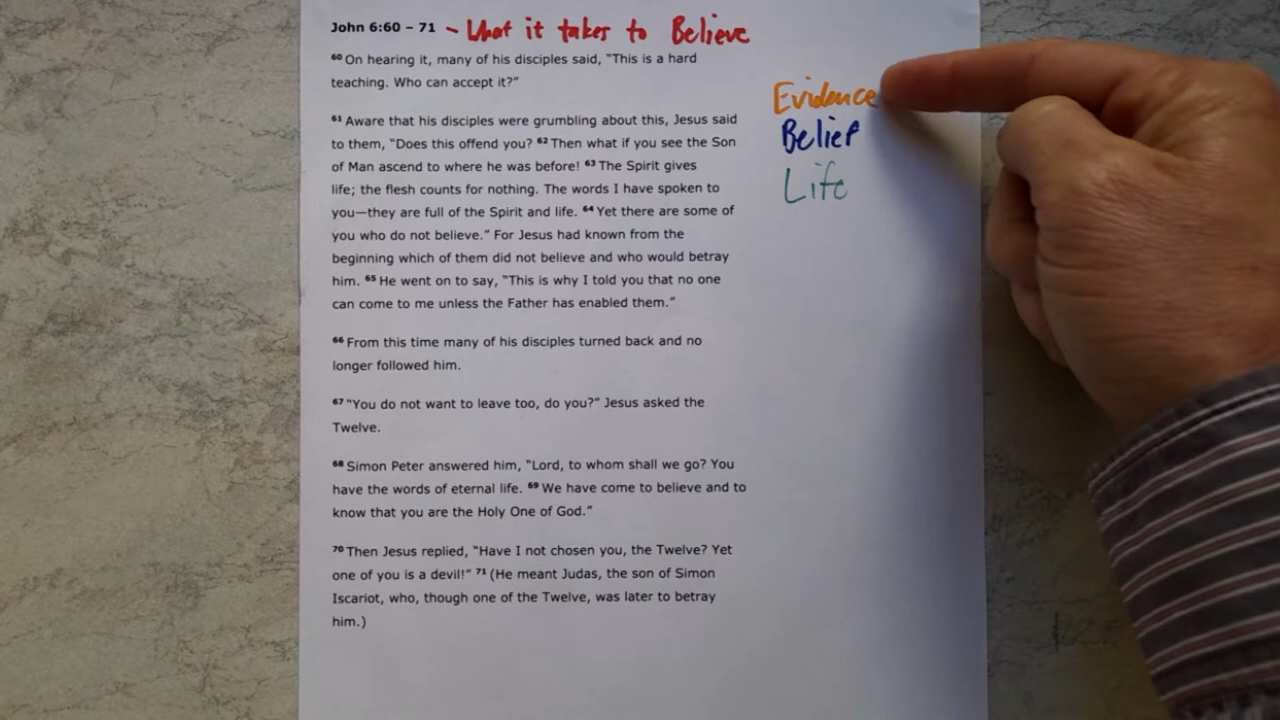 John 6:60 – 71 ~ What it takes to Believe
⁶⁰ On hearing it, many of his disciples said, “This is a hard
teaching. Who can accept it?”
Evidence
Belief
Life
⁶¹ Aware that his disciples were grumbling about this, Jesus said
to them, “Does this offend you? ⁶² Then what if you see the Son
of Man ascend to where he was before! ⁶³ The Spirit gives
life; the flesh counts for nothing. The words I have spoken to
you—they are full of the Spirit and life. ⁶⁴ Yet there are some of
you who do not believe.” For Jesus had known from the
beginning which of them did not believe and who would betray
him. ⁶⁵ He went on to say, “This is why I told you that no one
can come to me unless the Father has enabled them.”
⁶⁶ From this time many of his disciples turned back and no
longer followed him.
⁶⁷ “You do not want to leave too, do you?” Jesus asked the
Twelve.
⁶⁸ Simon Peter answered him, “Lord, to whom shall we go? You
have the words of eternal life. ⁶⁹ We have come to believe and to
know that you are the Holy One of God.”
⁷⁰ Then Jesus replied, “Have I not chosen you, the Twelve? Yet
one of you is a devil!” ⁷¹ (He meant Judas, the son of Simon
Iscariot, who, though one of the Twelve, was later to betray
him.)